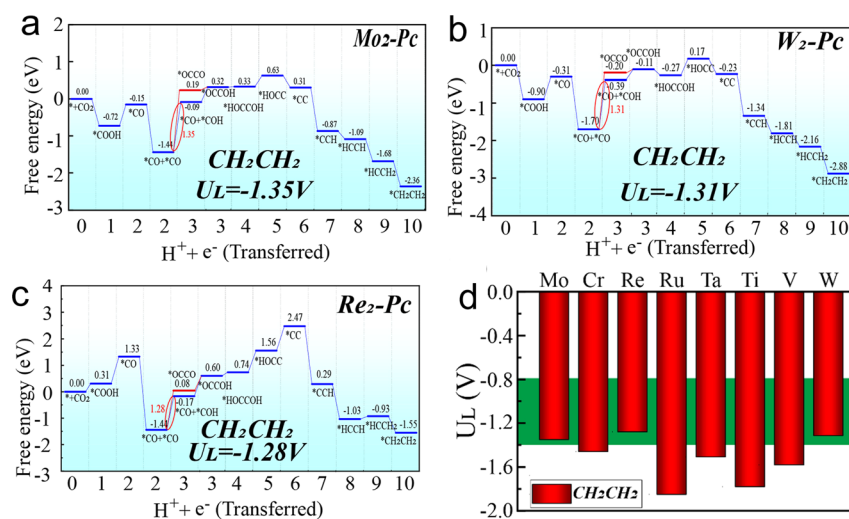 a
Mo2-Pc
Free energy (eV)
2
1
0
-1
-2
-3
0.00
*+CO₂
-0.72
*COOH
-0.15
*CO
-1.44
*CO+*CO
1.35
*OCCO
0.19
-0.09
*CO+*COH
0.32
*OCCOH
0.33
*HOCCOH
0.63
*HOCC
0.31
*CC
-0.87
*CCH
-1.09
*HCCH
-1.68
*HCCH₂
-2.36
*CH₂CH₂
CH₂CH₂
UL=-1.35V
0 1 2 2 3 4 4 5 6 7 8 9 10
H⁺+ e⁻ (Transferred)
b
W₂-Pc
Free energy (eV)
1
0
-1
-2
-3
-4
0.00
*+CO₂
-0.90
*COOH
-0.31
*CO
-1.70
*CO+*CO
1.31
*OCCO
-0.20
-0.39
*CO+*COH
*OCCOH
-0.11
-0.27
*HOCCOH
0.17
*HOCC
-0.23
*CC
-1.34
*CCH
-1.81
*HCCH
-2.16
*HCCH₂
-2.88
*CH₂CH₂
CH₂CH₂
UL=-1.31V
0 1 2 2 3 4 4 5 6 7 8 9 10
H⁺+ e⁻ (Transferred)
c
Re₂-Pc
Free energy (eV)
4
3
2
1
0
-1
-2
-3
0.00
*+CO₂
0.31
*COOH
1.33
*CO
-1.44
*CO+*CO
1.28
*OCCO
0.08
-0.17
*CO+*COH
0.60
*OCCOH
0.74
*HOCCOH
1.56
*HOCC
2.47
*CC
0.29
*CCH
-1.03
*HCCH
-0.93
*HCCH₂
-1.55
*CH₂CH₂
CH₂CH₂
UL=-1.28V
0 1 2 2 3 4 4 5 6 7 8 9 10
H⁺+ e⁻ (Transferred)
d
Mo Cr Re Ru Ta Ti V W
UL (V)
0.0
-0.4
-0.8
-1.2
-1.6
-2.0
CH₂CH₂